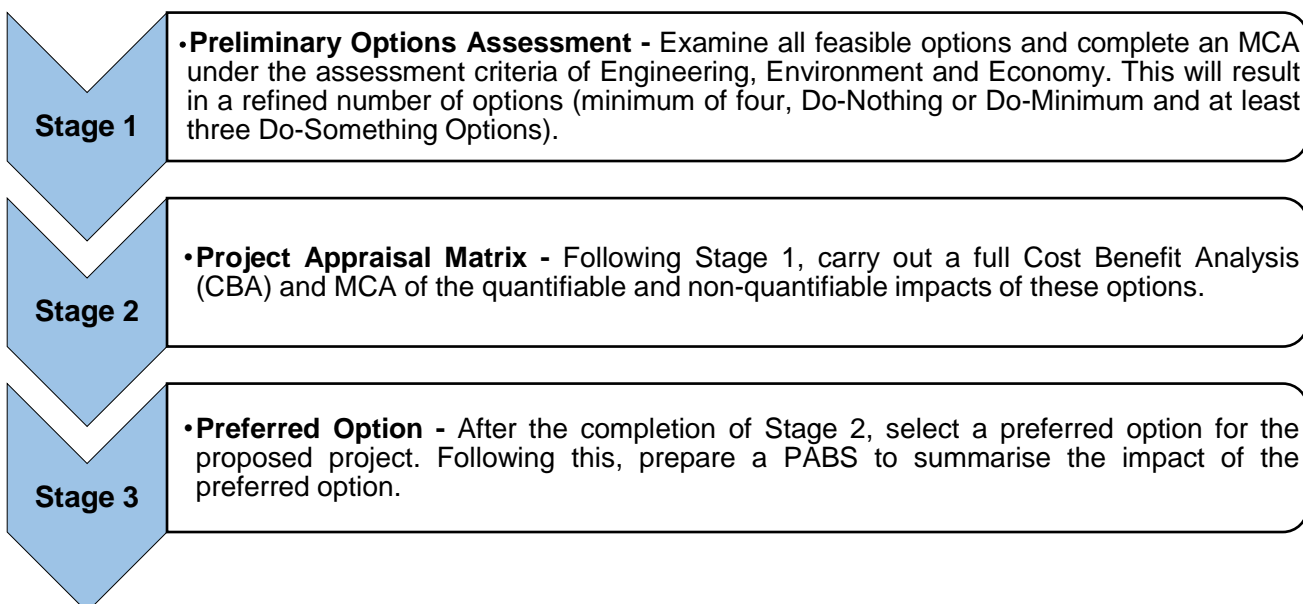 Stage 1
•Preliminary Options Assessment - Examine all feasible options and complete an MCA
under the assessment criteria of Engineering, Environment and Economy. This will result
in a refined number of options (minimum of four, Do-Nothing or Do-Minimum and at least
three Do-Something Options).
Stage 2
•Project Appraisal Matrix - Following Stage 1, carry out a full Cost Benefit Analysis
(CBA) and MCA of the quantifiable and non-quantifiable impacts of these options.
Stage 3
•Preferred Option - After the completion of Stage 2, select a preferred option for the
proposed project. Following this, prepare a PABS to summarise the impact of the
preferred option.